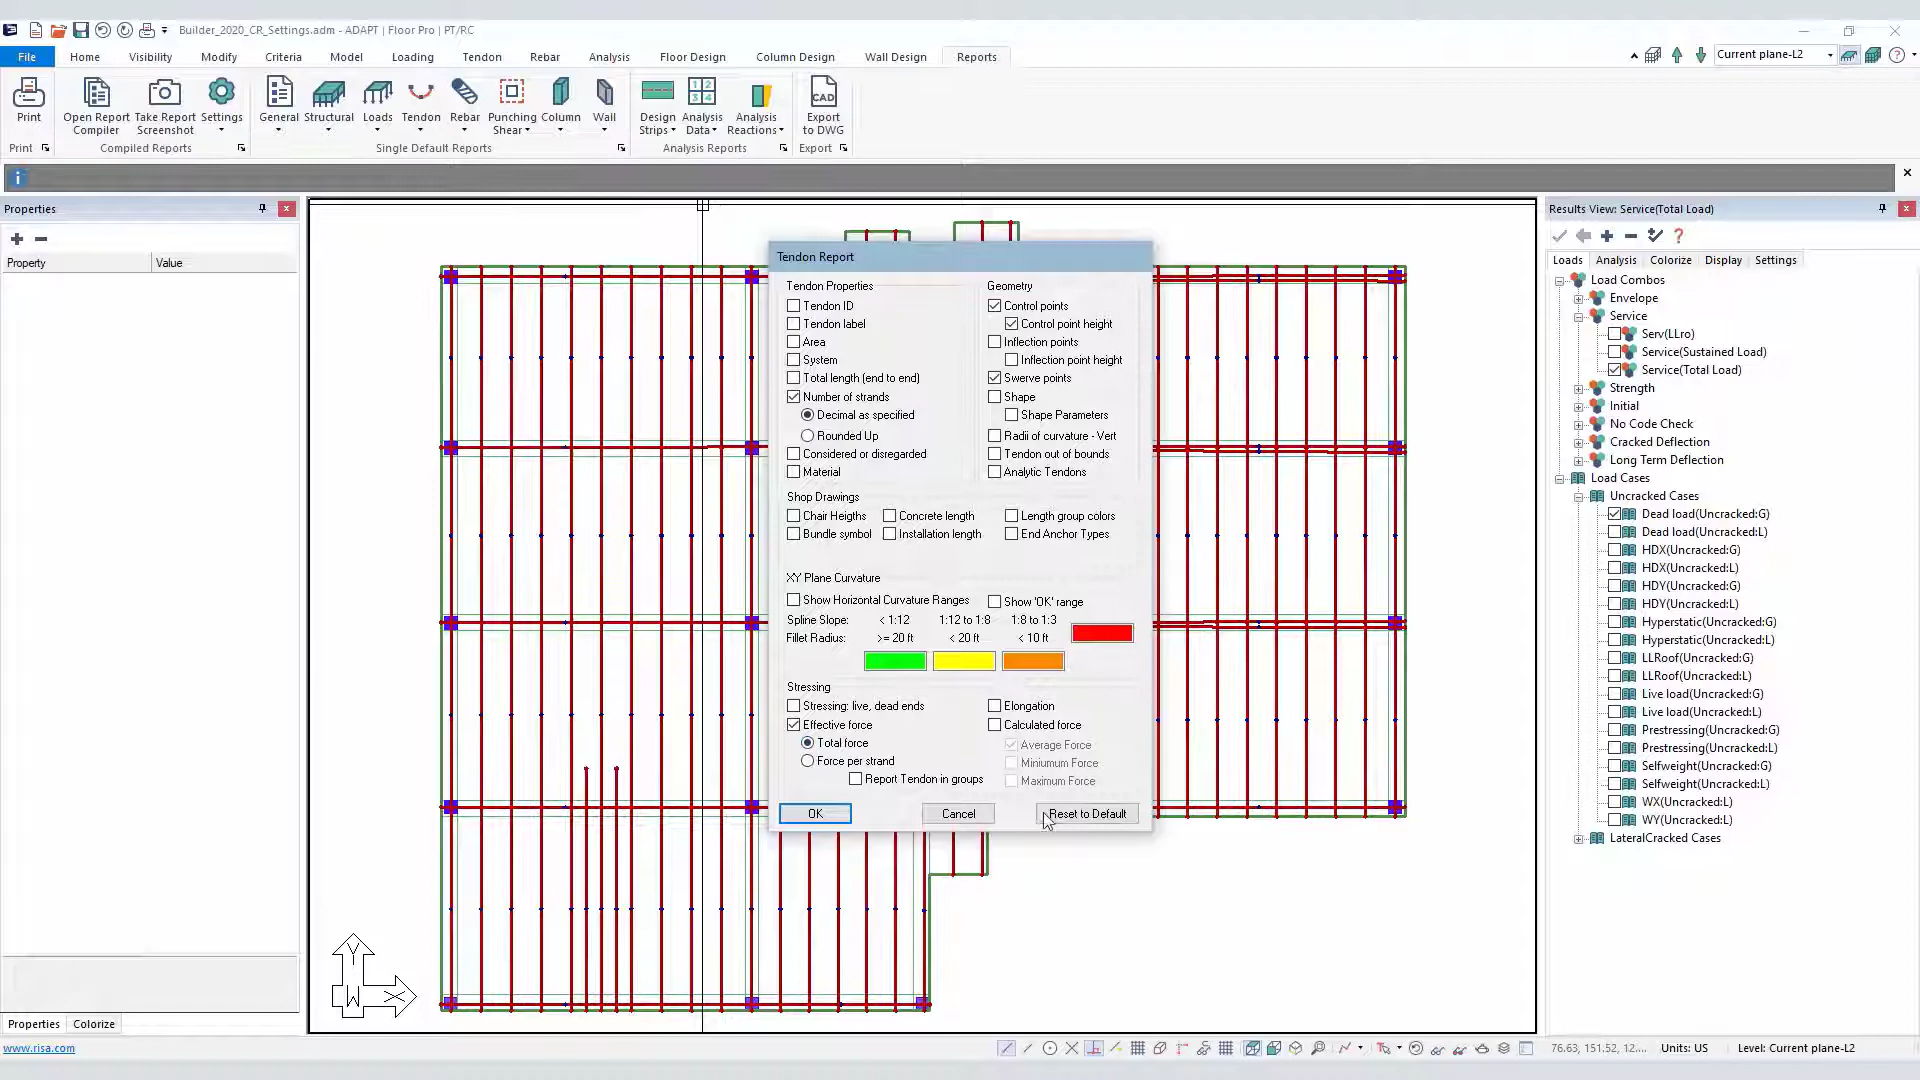 Builder_2020_CR_Settings.adm - ADAPT | Floor Pro | PT/RC
File Home Visibility Modify Criteria Model Loading Tendon Rebar Analysis Floor Design Column Design Wall Design Reports
Current plane-L2
Print
Open Report Compiler
Take Report Screenshot
Settings
General
Structural
Loads
Tendon
Rebar
Punching Shear
Column
Wall
Design Strips
Analysis Data
Analysis Reactions
CAD
Export to DWG
Print
Compiled Reports
Single Default Reports
Analysis Reports
Export
Properties
Property Value
Properties Colorize
www.risa.com
Y
W X
Tendon Report
Tendon Properties
Tendon ID
Tendon label
Area
System
Total length (end to end)
Number of strands
Decimal as specified
Rounded Up
Considered or disregarded
Material
Geometry
Control points
Control point height
Inflection points
Inflection point height
Swerve points
Shape
Shape Parameters
Radii of curvature - Vert
Tendon out of bounds
Analytic Tendons
Shop Drawings
Chair Heigths Concrete length Length group colors
Bundle symbol Installation length End Anchor Types
XY Plane Curvature
Show Horizontal Curvature Ranges Show 'OK' range
Spline Slope: < 1:12 1:12 to 1:8 1:8 to 1:3
Fillet Radius: >= 20 ft < 20 ft < 10 ft
Stressing
Stressing: live, dead ends
Effective force
Total force
Force per strand
Report Tendon in groups
Elongation
Calculated force
Average Force
Minimium Force
Maximum Force
OK Cancel Reset to Default
Results View: Service(Total Load)
Loads Analysis Colorize Display Settings
Load Combos
Envelope
Service
Serv(LLro)
Service(Sustained Load)
Service(Total Load)
Strength
Initial
No Code Check
Cracked Deflection
Long Term Deflection
Load Cases
Uncracked Cases
Dead load(Uncracked:G)
Dead load(Uncracked:L)
HDX(Uncracked:G)
HDX(Uncracked:L)
HDY(Uncracked:G)
HDY(Uncracked:L)
Hyperstatic(Uncracked:G)
Hyperstatic(Uncracked:L)
LLRoof(Uncracked:G)
LLRoof(Uncracked:L)
Live load(Uncracked:G)
Live load(Uncracked:L)
Prestressing(Uncracked:G)
Prestressing(Uncracked:L)
Selfweight(Uncracked:G)
Selfweight(Uncracked:L)
WX(Uncracked:L)
WY(Uncracked:L)
LateralCracked Cases
76.63, 151.52, 12.... Units: US Level: Current plane-L2